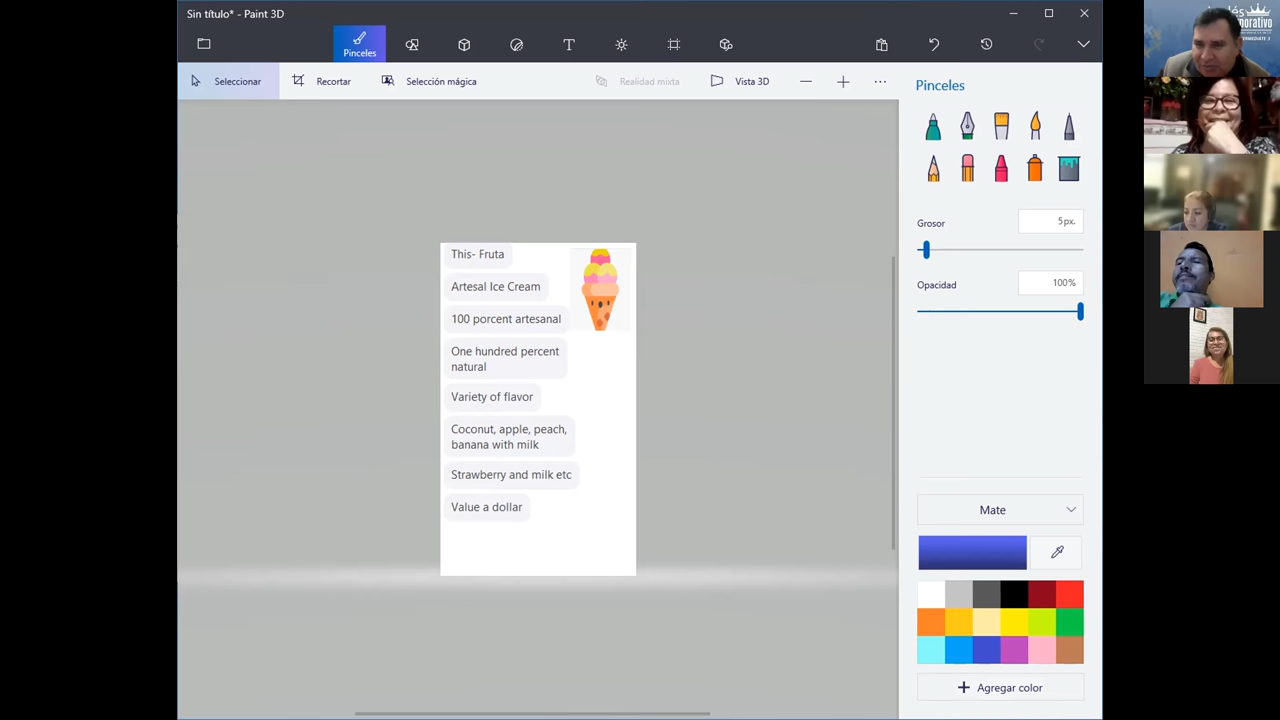 Sin título* - Paint 3D
Pinceles
Seleccionar
Recortar
Selección mágica
Realidad mixta
Vista 3D
Pinceles
Grosor
5px.
Opacidad
100%
Mate
Agregar color
This- Fruta
Artesal Ice Cream
100 porcent artesanal
One hundred percent
natural
Variety of flavor
Coconut, apple, peach,
banana with milk
Strawberry and milk etc
Value a dollar